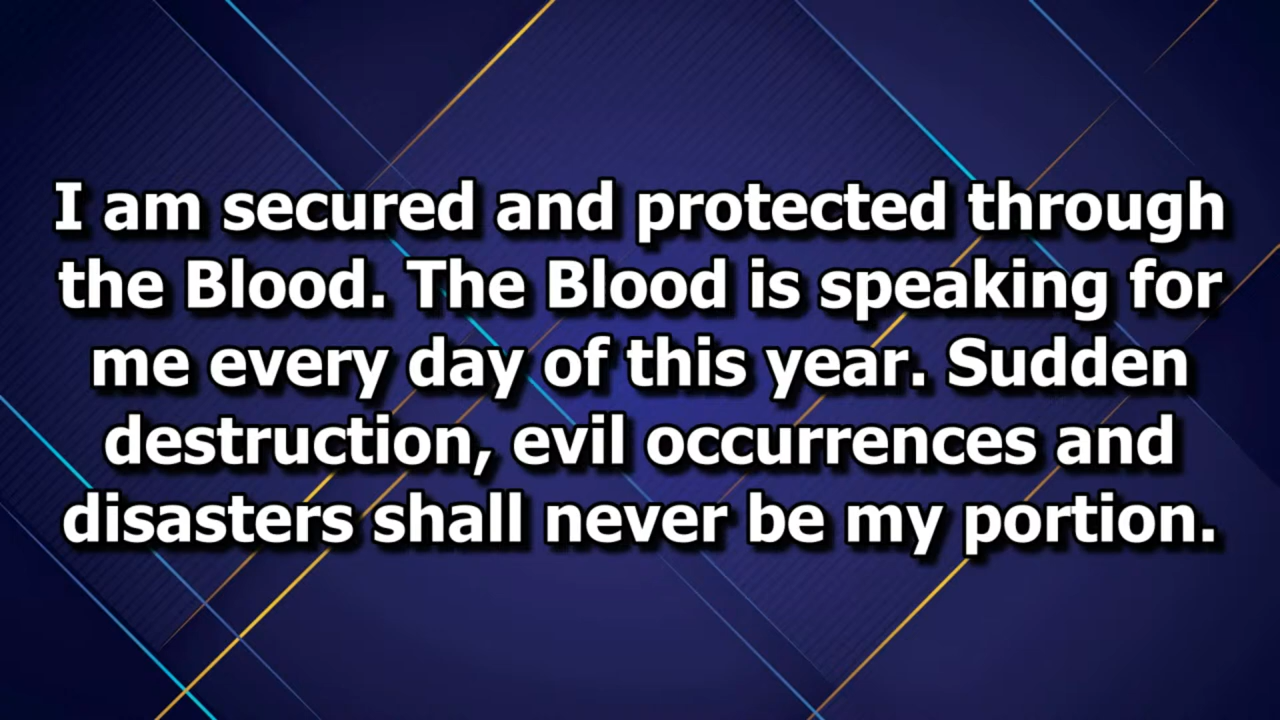 I am secured and protected through
the Blood. The Blood is speaking for
me every day of this year. Sudden
destruction, evil occurrences and
disasters shall never be my portion.